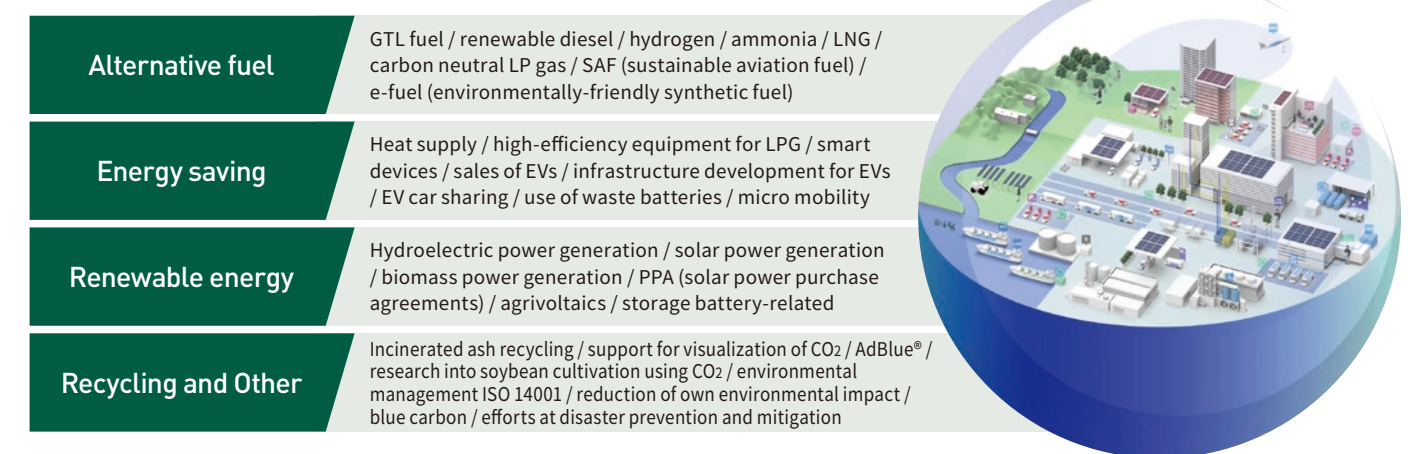 Alternative fuel
GTL fuel / renewable diesel / hydrogen / ammonia / LNG /
carbon neutral LP gas / SAF (sustainable aviation fuel) /
e-fuel (environmentally-friendly synthetic fuel)
Energy saving
Heat supply / high-efficiency equipment for LPG / smart
devices / sales of EVs / infrastructure development for EVs
/ EV car sharing / use of waste batteries / micro mobility
Renewable energy
Hydroelectric power generation / solar power generation
/ biomass power generation / PPA (solar power purchase
agreements) / agrivoltaics / storage battery-related
Recycling and Other
Incinerated ash recycling / support for visualization of CO2 / AdBlue® /
research into soybean cultivation using CO2 / environmental
management ISO 14001 / reduction of own environmental impact /
blue carbon / efforts at disaster prevention and mitigation